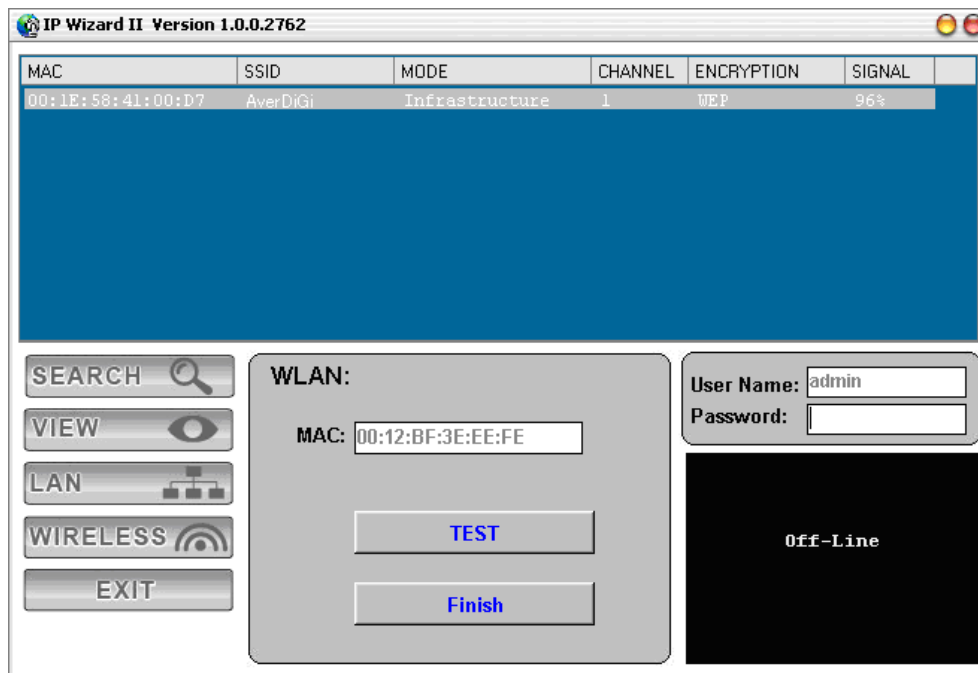 IP Wizard II Version 1.0.0.2762
MAC SSID MODE CHANNEL ENCRYPTION SIGNAL
00:1E:58:41:00:D7 AverDiGi Infrastructure 1 WEP 96%
SEARCH
VIEW
LAN
WIRELESS
EXIT
WLAN:
MAC: 00:12:BF:3E:EE:FE
TEST
Finish
User Name: admin
Password:
Off-Line